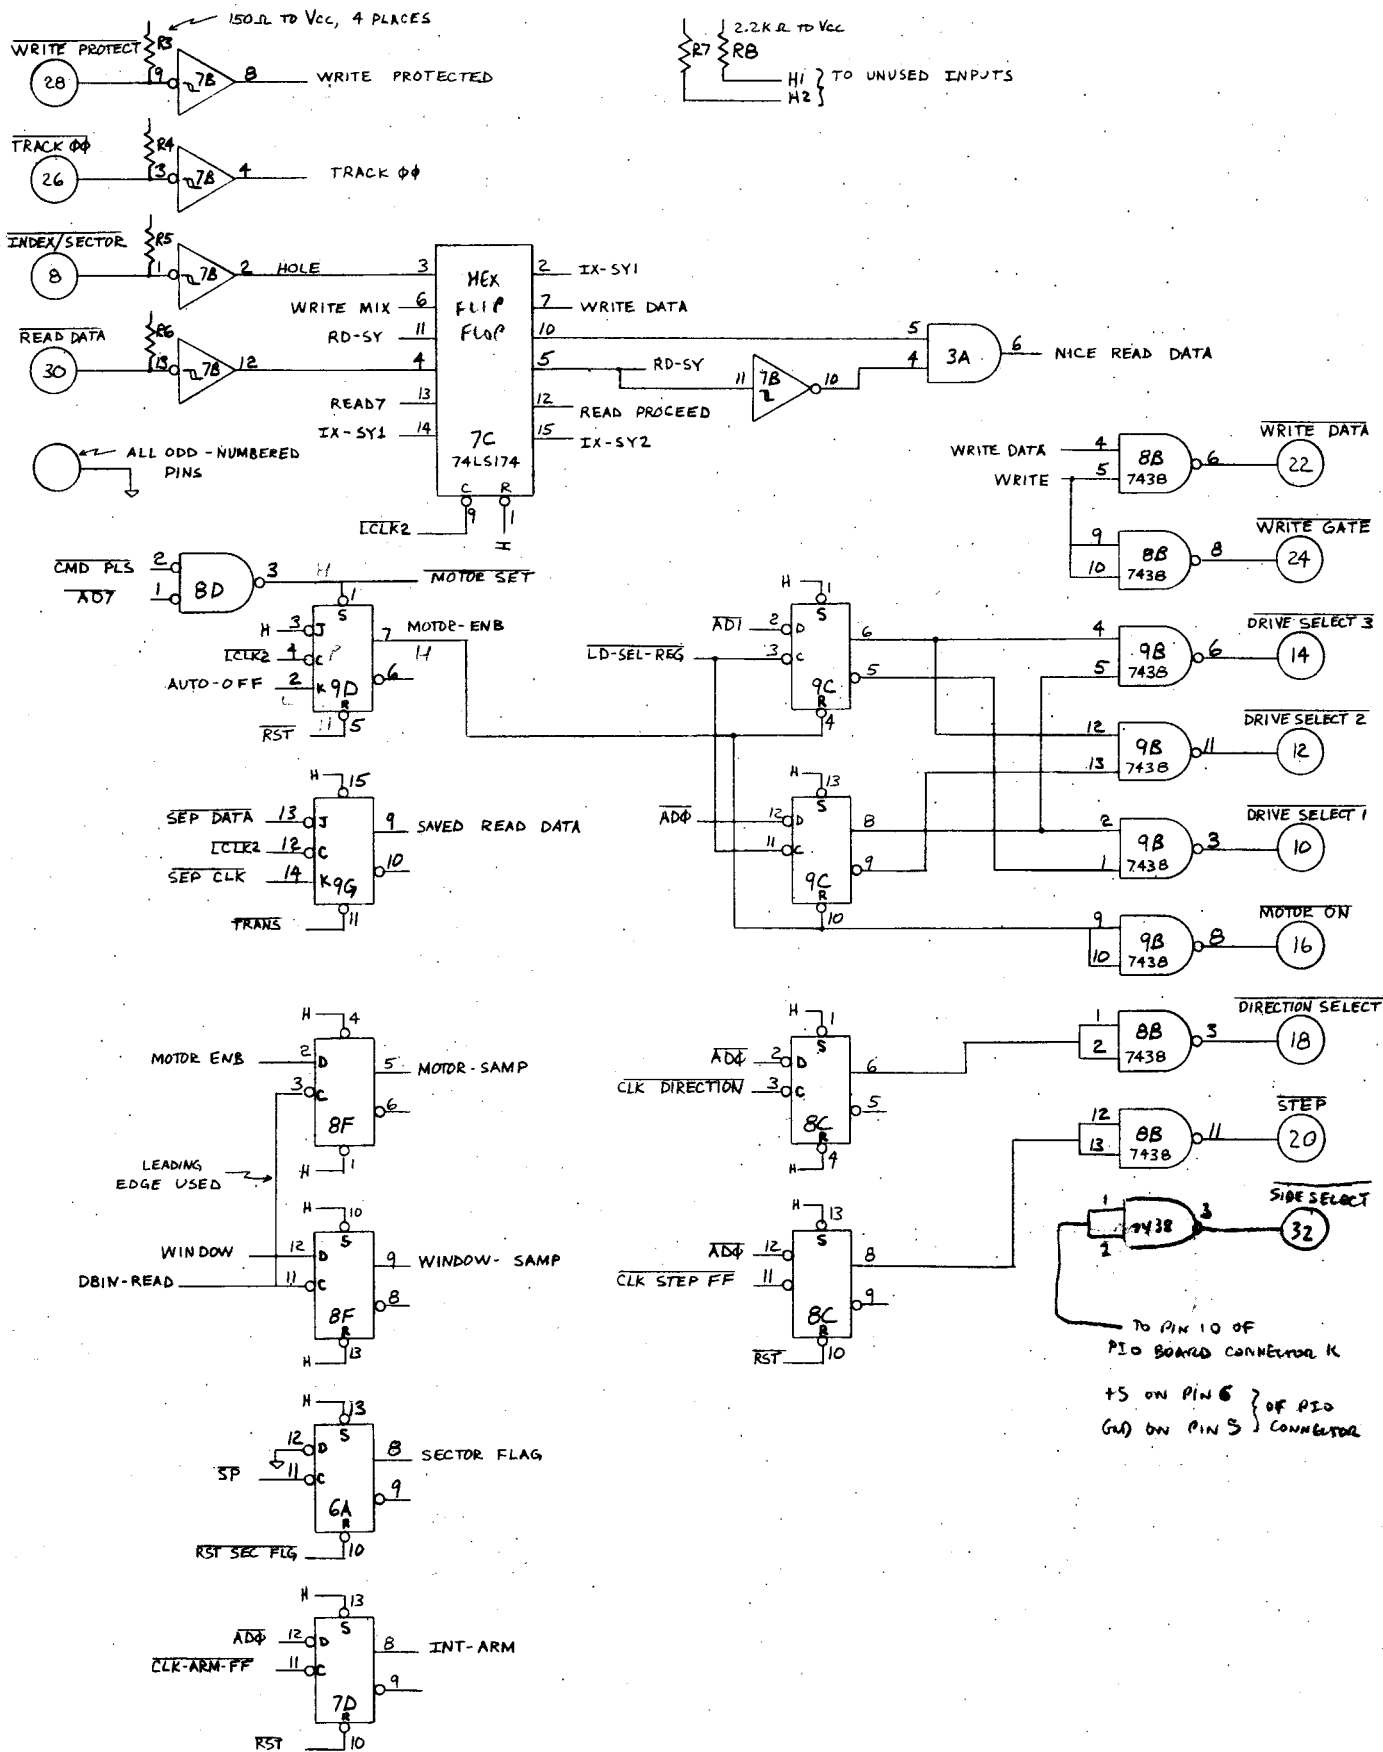 150Ω TO Vcc, 4 PLACES
WRITE PROTECT
28
R3
9
7B
8
WRITE PROTECTED
2.2KΩ TO Vcc
R7
R8
H1
H2
TO UNUSED INPUTS
TRACK ϕϕ
26
R4
3
7B
4
TRACK ϕϕ
INDEX/SECTOR
8
R5
1
7B
2
HOLE
READ DATA
30
R6
13
7B
12
3
WRITE MIX 6
RD-SY 11
4
READ7 13
IX-SY1 14
HEX
FLIP
FLOP
7C
74LS174
C
R
9
1
LCLK2
2 IX-SY1
7 WRITE DATA
10
5
RD-SY
12 READ PROCEED
15 IX-SY2
11
7B
10
5
4
3A
6
NICE READ DATA
ALL ODD-NUMBERED
PINS
WRITE DATA 4
WRITE 5
8B
7438
6
WRITE DATA
22
9
10
8B
7438
8
WRITE GATE
24
CMD PLS 2
AD7 1
8D
3
H
MOTOR SET
1
S
H 3 J
LCLK2 4 C
AUTO-OFF 2 K
9D
R
7
MOTOR-ENB
H
6
H
5
RST
H
15
SEP DATA 13 J
LCLK2 12 C
SEP CLK 14 K
9G
9 SAVED READ DATA
10
11
TRANS
H
1
S
AD1 2 D
LD-SEL-REG 3 C
9C
R
6
5
4
H
13
S
ADϕ 12 D
11 C
9C
R
8
9
10
4
5
9B
7438
6
DRIVE SELECT 3
14
12
13
9B
7438
11
DRIVE SELECT 2
12
2
1
9B
7438
3
DRIVE SELECT 1
10
9
10
9B
7438
8
MOTOR ON
16
H
4
MOTOR ENB 2 D
3 C
8F
5 MOTOR-SAMP
6
H
1
LEADING
EDGE USED
H
10
S
WINDOW 12 D
DBIN-READ 11 C
8F
R
9 WINDOW-SAMP
8
H
13
H
1
S
ADϕ 2 D
CLK DIRECTION 3 C
8C
R
6
5
H
4
1
2
8B
7438
3
DIRECTION SELECT
18
H
13
S
ADϕ 12 D
CLK STEP FF 11 C
8C
R
8
9
RST
10
12
13
8B
7438
11
STEP
20
1
2
7438
3
SIDE SELECT
32
TO PIN 10 OF
PIO BOARD CONNECTOR K
+5 ON PIN 6
GND ON PIN 5
OF PIO
CONNECTOR
H
13
S
12 D
SP 11 C
6A
R
8 SECTOR FLAG
9
RST SEC FLG
10
H
13
S
ADϕ 12 D
CLK-ARM-FF 11 C
7D
R
8 INT-ARM
9
RST
10